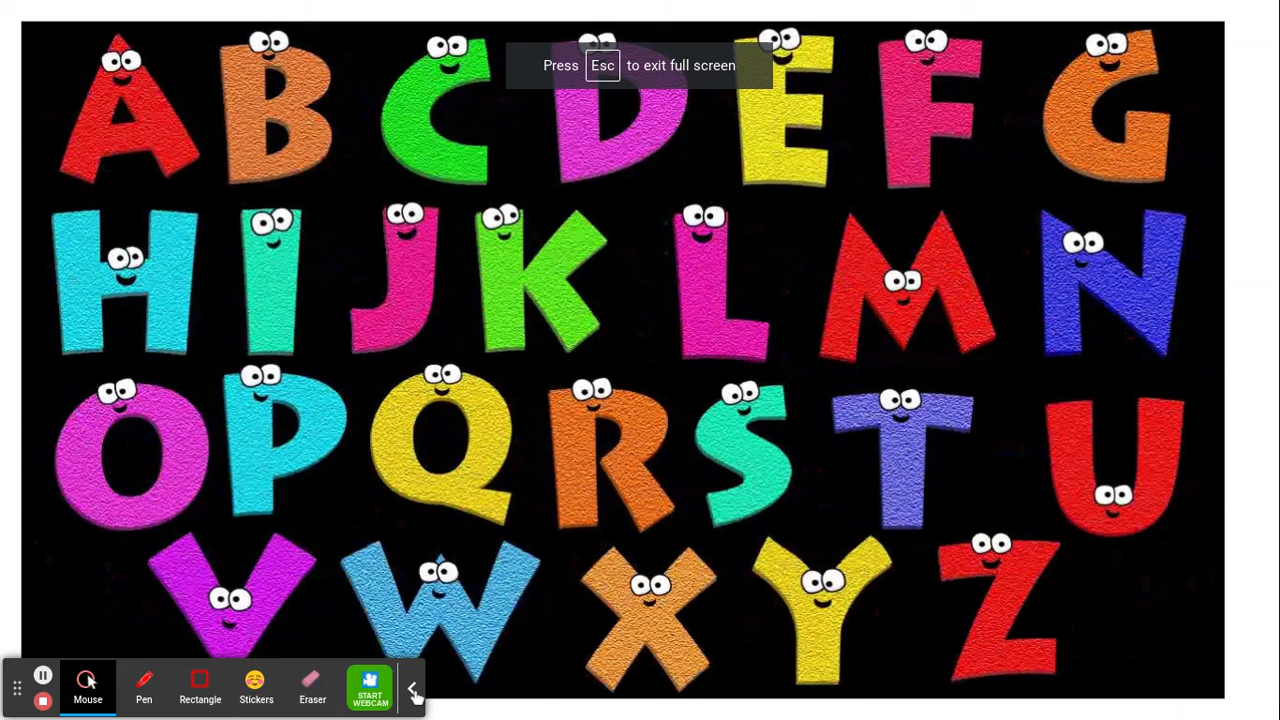 A B C D E F G
Press Esc to exit full screen
H I J K L M N
O P Q R S T U
V W X Y Z
Mouse Pen Rectangle Stickers Eraser START WEBCAM